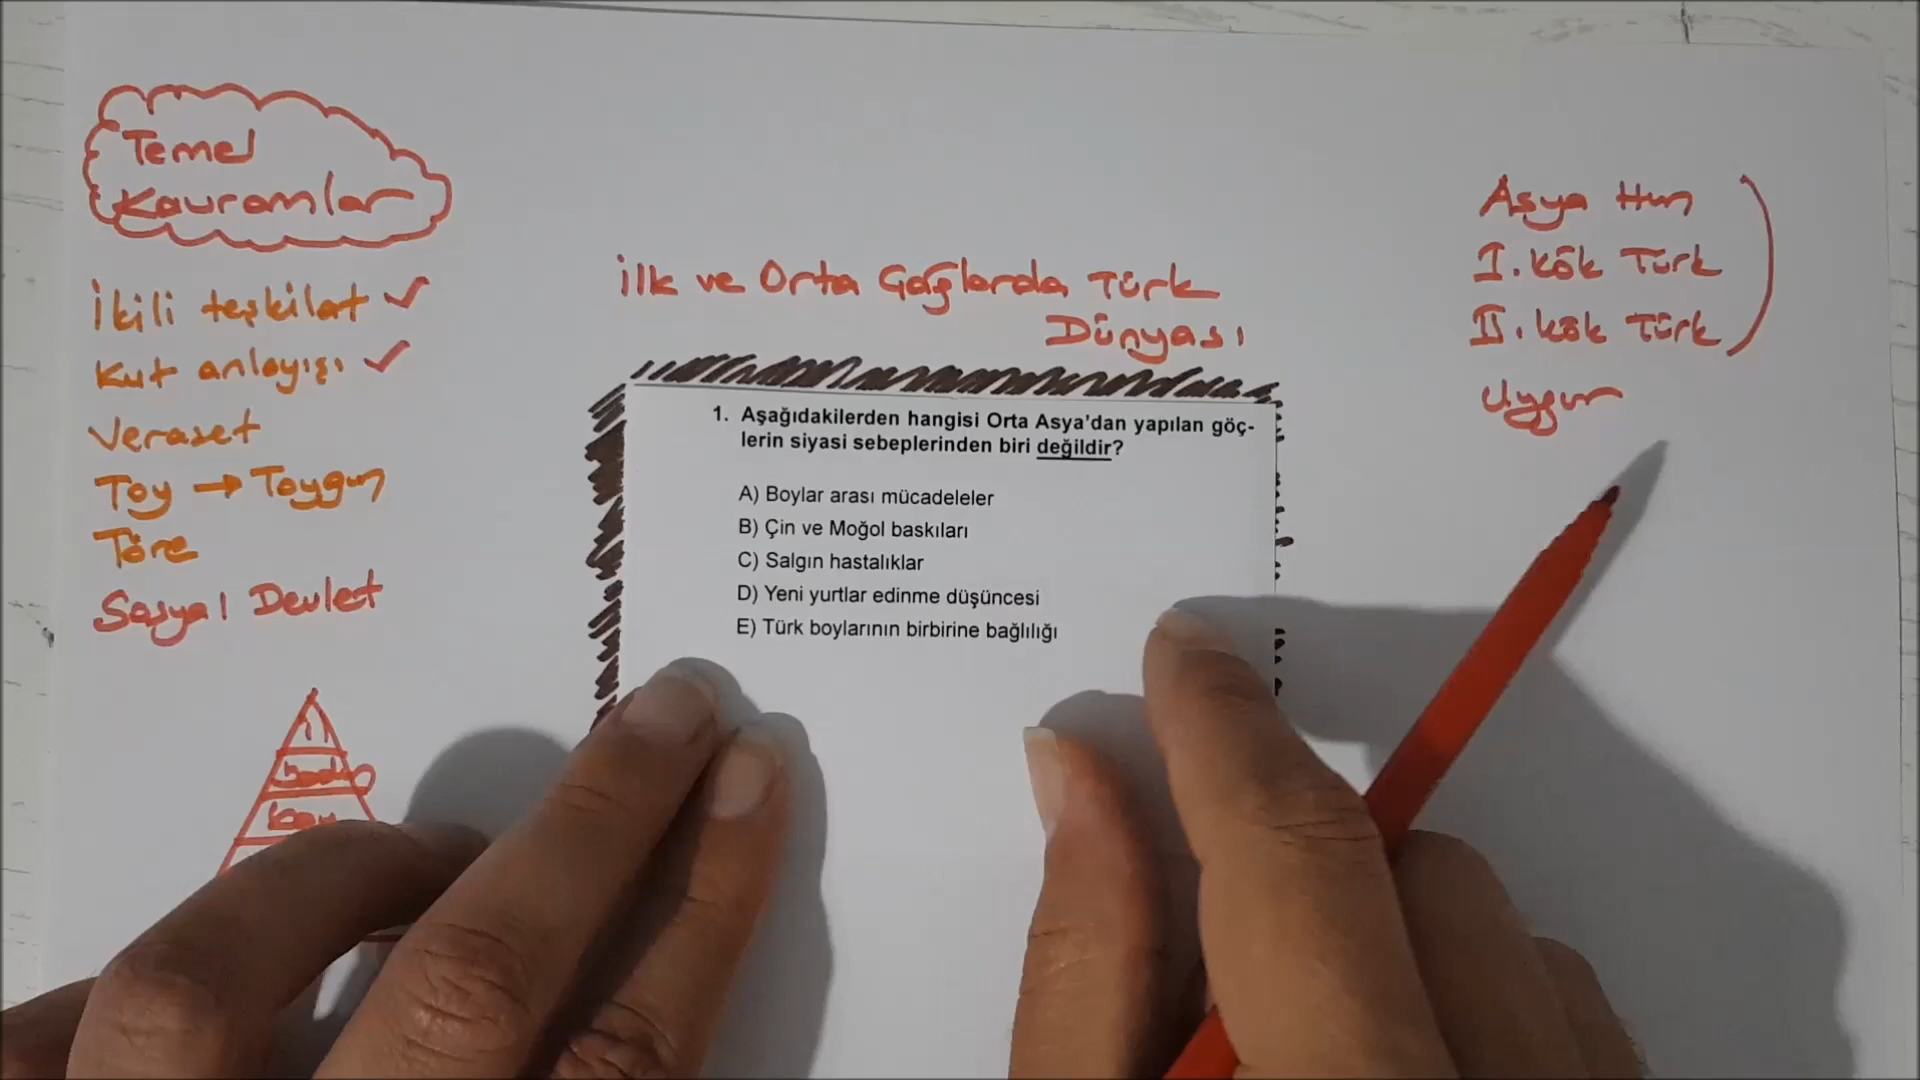 Temel
Kavramlar
İkili teşkilat ✓
Kut anlayışı ✓
Veraset
Toy → Toygun
Töre
Sosyal Devlet
İlk ve Orta Çağlarda Türk
Dünyası
1. Aşağıdakilerden hangisi Orta Asya'dan yapılan göç-
lerin siyasi sebeplerinden biri değildir?
A) Boylar arası mücadeleler
B) Çin ve Moğol baskıları
C) Salgın hastalıklar
D) Yeni yurtlar edinme düşüncesi
E) Türk boylarının birbirine bağlılığı
Asya Hun
I. Kök Türk
II. Kök Türk
Uygur